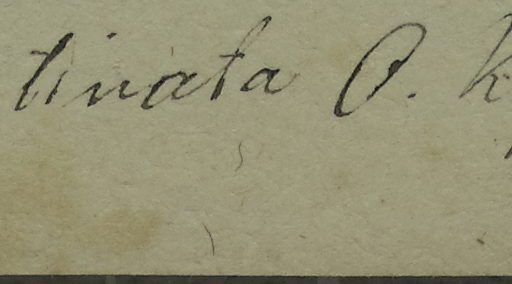 tinata O. K